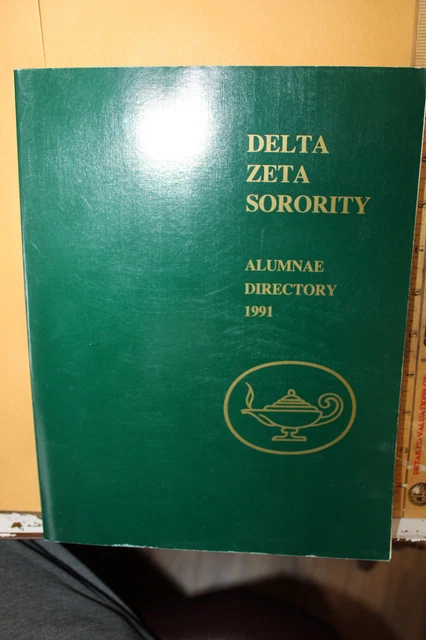 DELTA
ZETA
SORORITY
ALUMNAE
DIRECTORY
1991